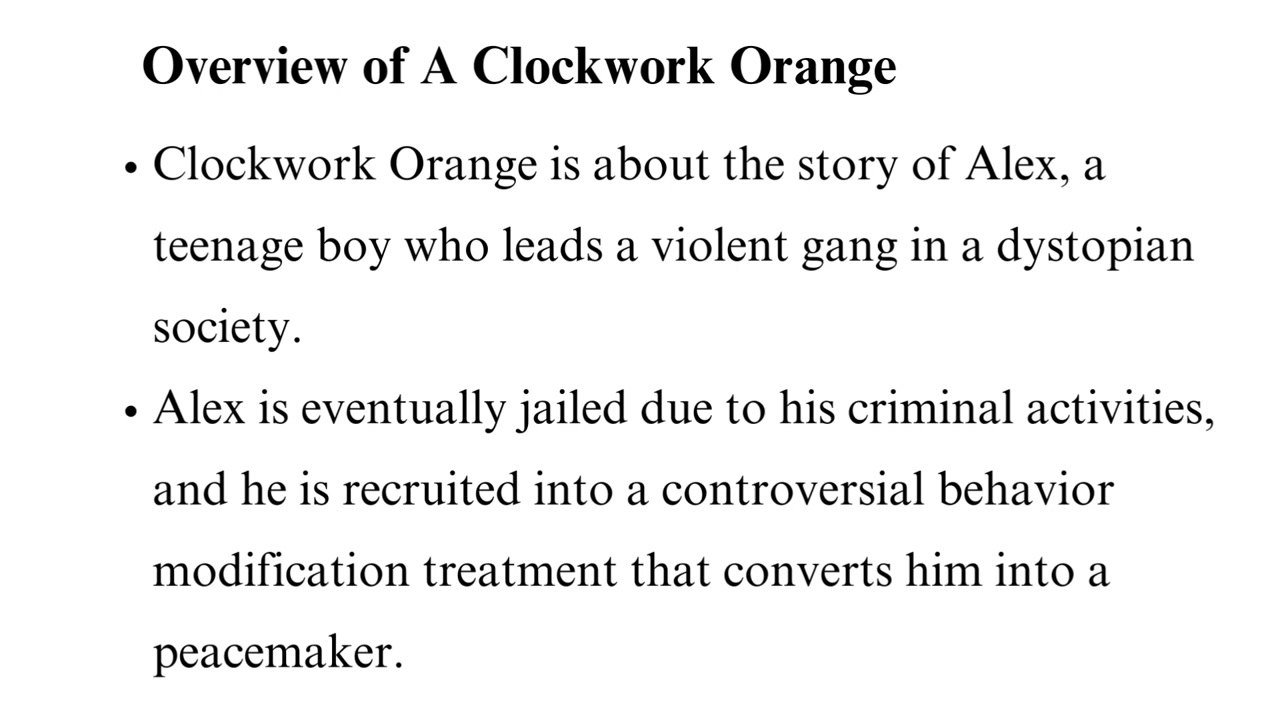 Overview of A Clockwork Orange
• Clockwork Orange is about the story of Alex, a
teenage boy who leads a violent gang in a dystopian
society.
• Alex is eventually jailed due to his criminal activities,
and he is recruited into a controversial behavior
modification treatment that converts him into a
peacemaker.